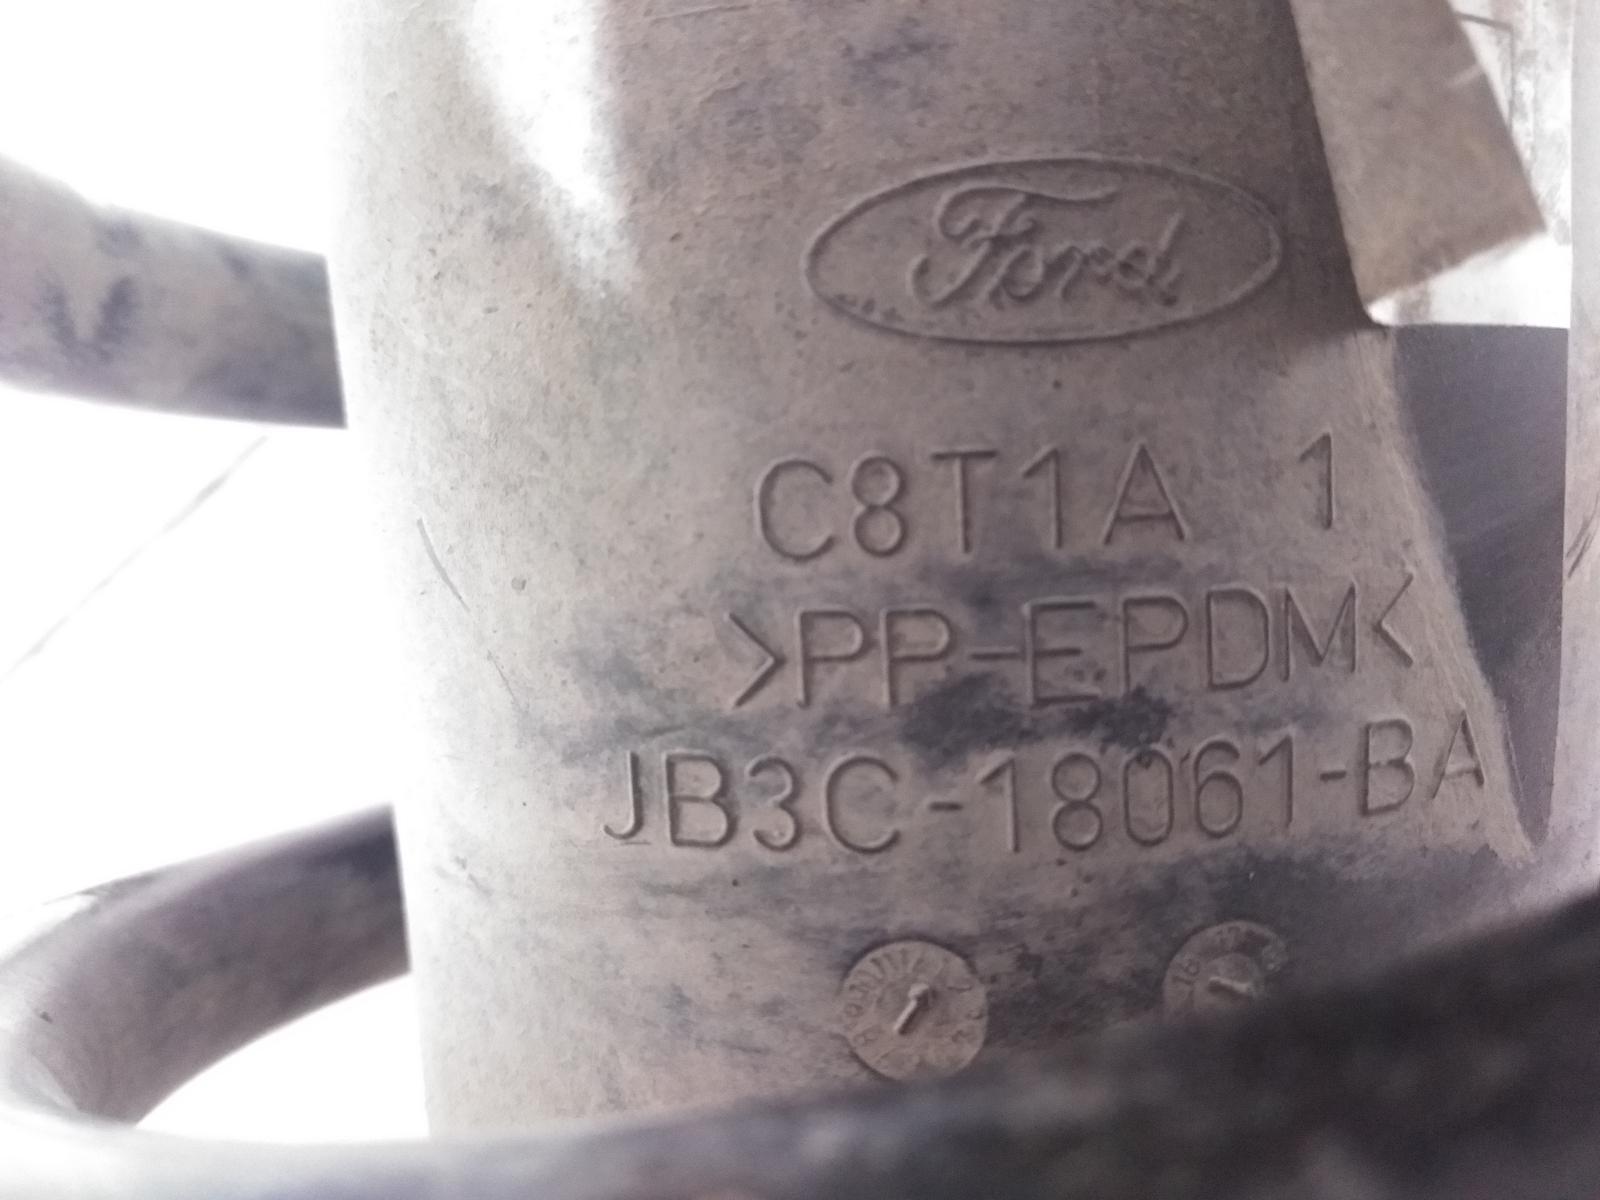 Ford
C8T1A 1
>PP-EPDM<
JB3C-18061-BA